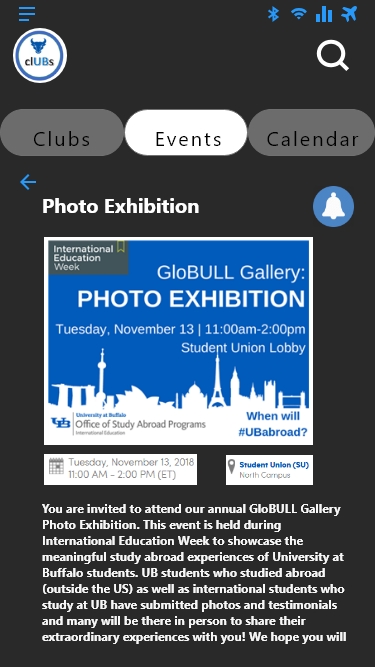 clUBs
Clubs
Events
Calendar
Photo Exhibition
International
Education
Week
GloBULL Gallery:
PHOTO EXHIBITION
Tuesday, November 13 | 11:00am-2:00pm
Student Union Lobby
UB University at Buffalo
Office of Study Abroad Programs
International Education
When will
#UBabroad?
Tuesday, November 13, 2018
11:00 AM - 2:00 PM (ET)
Student Union (SU)
North Campus
You are invited to attend our annual GloBULL Gallery
Photo Exhibition. This event is held during
International Education Week to showcase the
meaningful study abroad experiences of University at
Buffalo students. UB students who studied abroad
(outside the US) as well as international students who
study at UB have submitted photos and testimonials
and many will be there in person to share their
extraordinary experiences with you! We hope you will